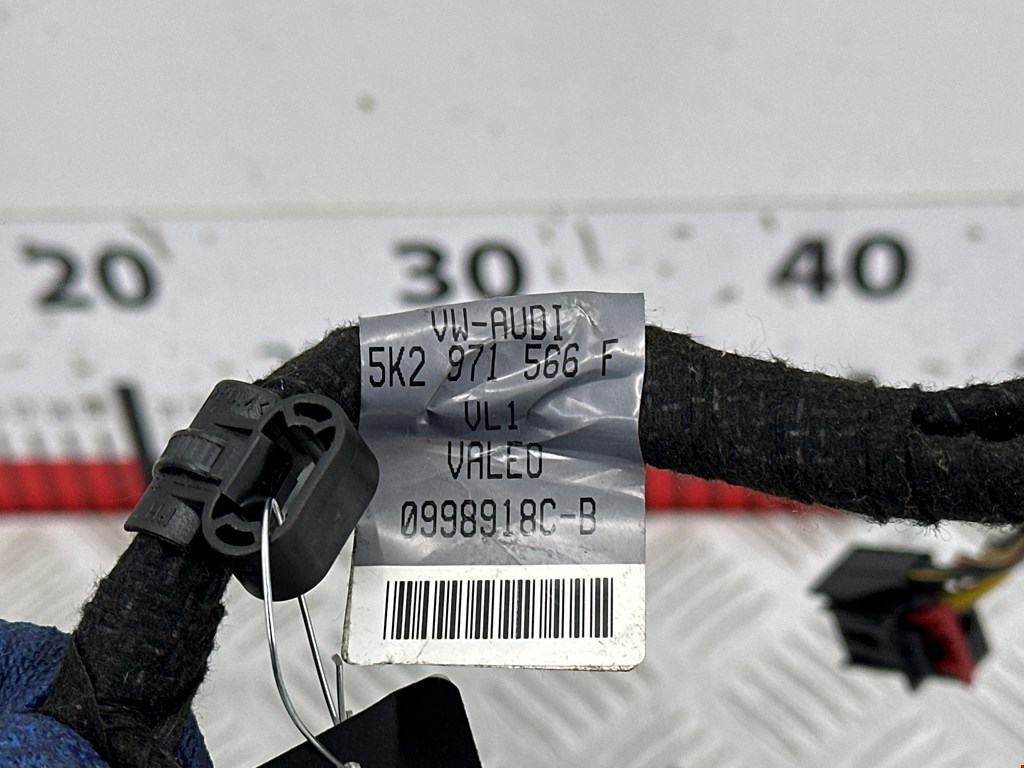 20 30 40
VW-AUDI
5K2 971 566 F
VL1
VALEO
0998918C-B